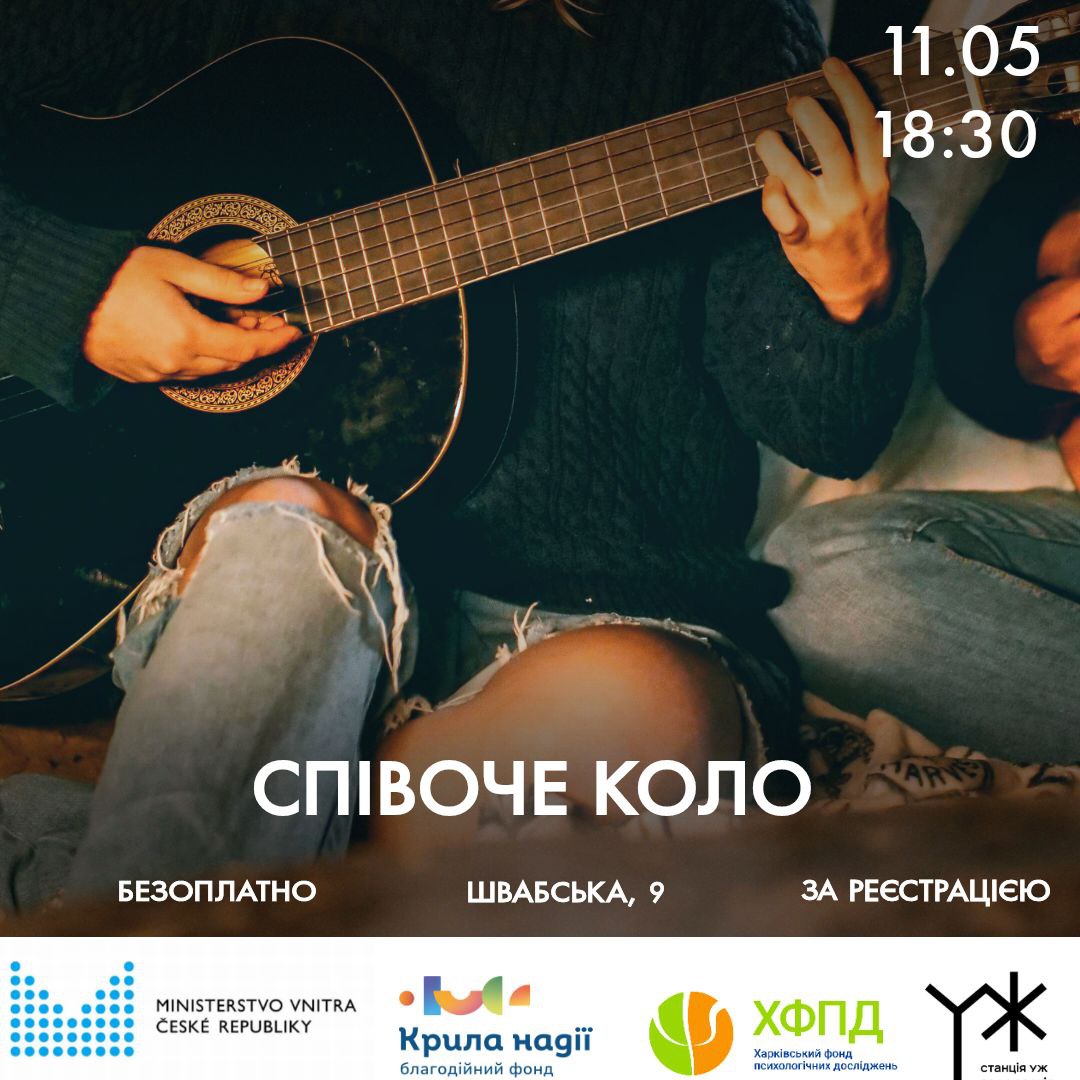 11.05
18:30
СПІВОЧЕ КОЛО
БЕЗОПЛАТНО
ШВАБСЬКА, 9
ЗА РЕЄСТРАЦІЄЮ
MINISTERSTVO VNITRA
ČESKÉ REPUBLIKY
Крила надії
благодійний фонд
ХФПД
Харківський фонд
психологічних досліджень
УЖ
станція уж